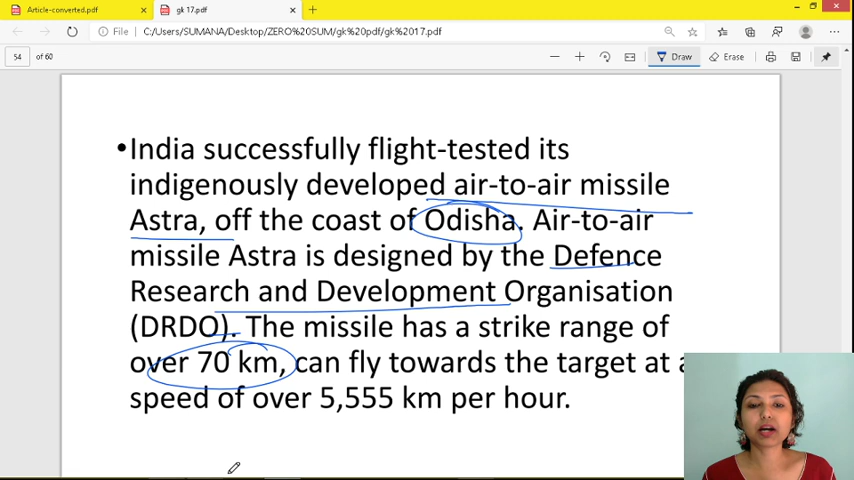 Article-converted.pdf
gk 17.pdf
File
C:/Users/SUMANA/Desktop/ZERO%20SUM/gk%20pdf/gk%2017.pdf
54 of 60
Draw
Erase
•India successfully flight-tested its
indigenously developed air-to-air missile
Astra, off the coast of Odisha. Air-to-air
missile Astra is designed by the Defence
Research and Development Organisation
(DRDO). The missile has a strike range of
over 70 km, can fly towards the target at a
speed of over 5,555 km per hour.